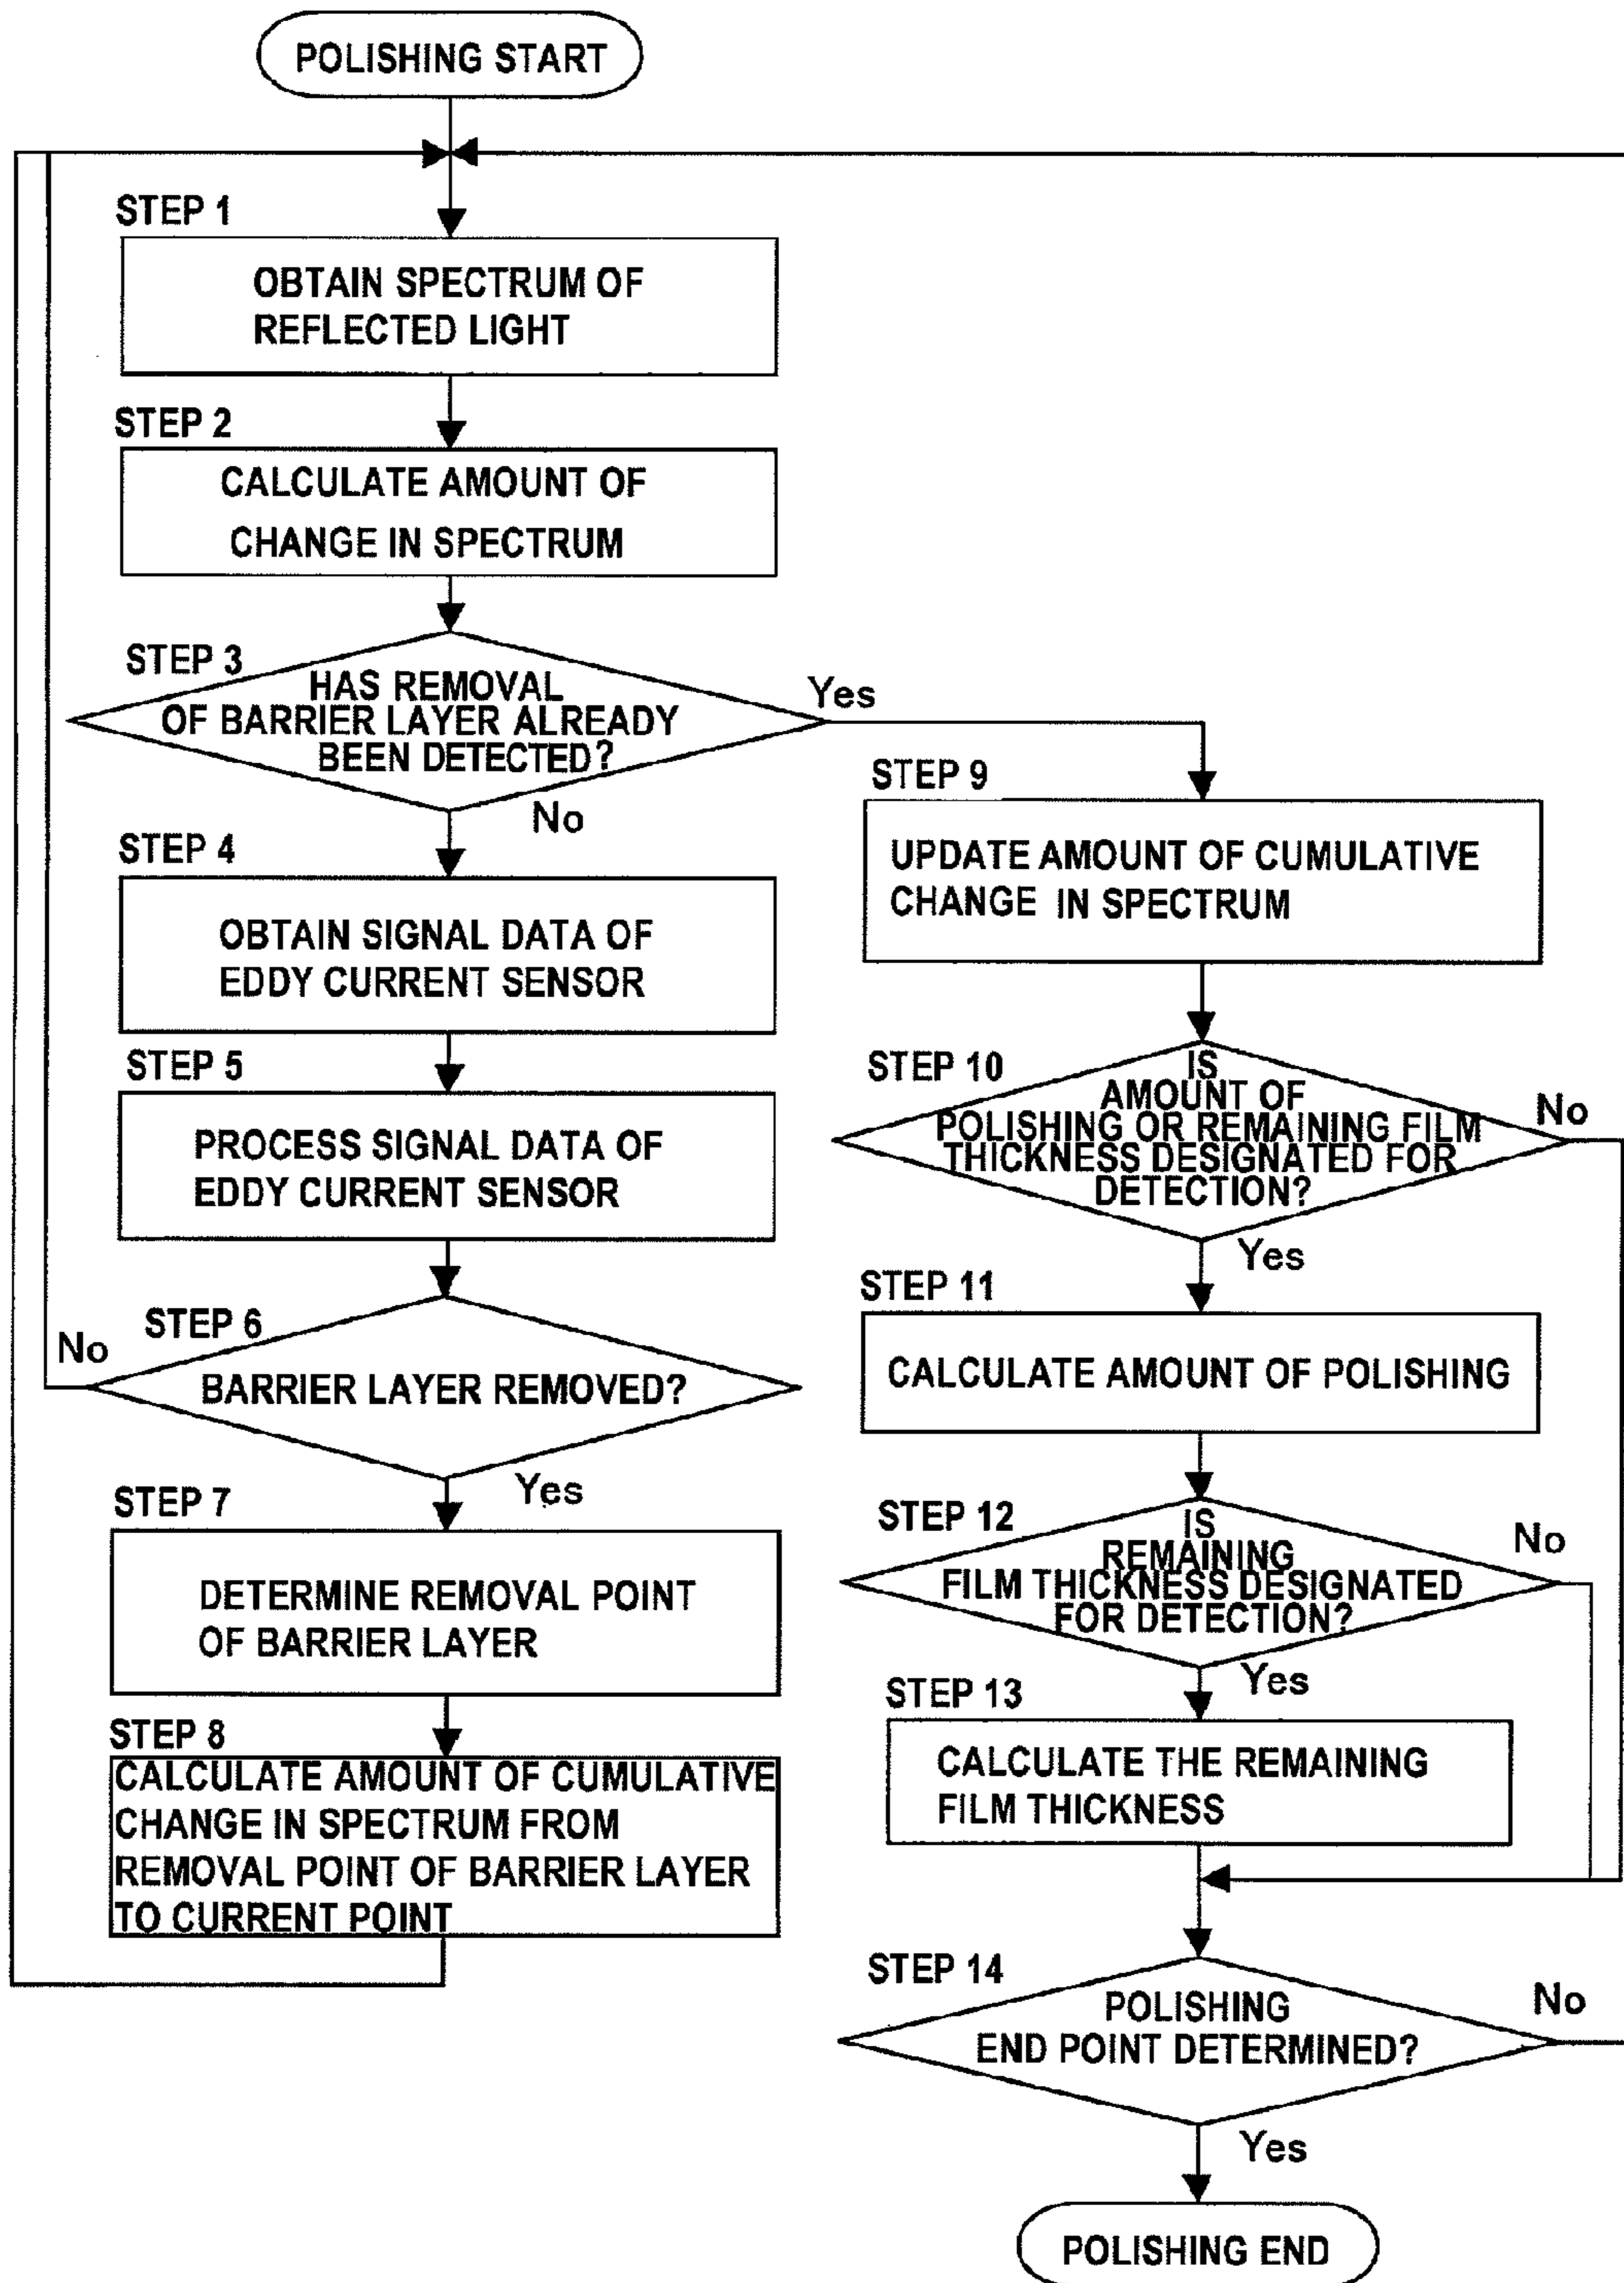 POLISHING START
STEP 1
OBTAIN SPECTRUM OF
REFLECTED LIGHT
STEP 2
CALCULATE AMOUNT OF
CHANGE IN SPECTRUM
STEP 3
HAS REMOVAL
OF BARRIER LAYER ALREADY
BEEN DETECTED?
Yes
No
STEP 4
OBTAIN SIGNAL DATA OF
EDDY CURRENT SENSOR
STEP 5
PROCESS SIGNAL DATA OF
EDDY CURRENT SENSOR
STEP 6
No
BARRIER LAYER REMOVED?
Yes
STEP 7
DETERMINE REMOVAL POINT
OF BARRIER LAYER
STEP 8
CALCULATE AMOUNT OF CUMULATIVE
CHANGE IN SPECTRUM FROM
REMOVAL POINT OF BARRIER LAYER
TO CURRENT POINT
STEP 9
UPDATE AMOUNT OF CUMULATIVE
CHANGE IN SPECTRUM
STEP 10
IS
AMOUNT OF
POLISHING OR REMAINING FILM
THICKNESS DESIGNATED FOR
DETECTION?
No
Yes
STEP 11
CALCULATE AMOUNT OF POLISHING
STEP 12
IS
REMAINING
FILM THICKNESS DESIGNATED
FOR DETECTION?
No
Yes
STEP 13
CALCULATE THE REMAINING
FILM THICKNESS
STEP 14
POLISHING
END POINT DETERMINED?
No
Yes
POLISHING END